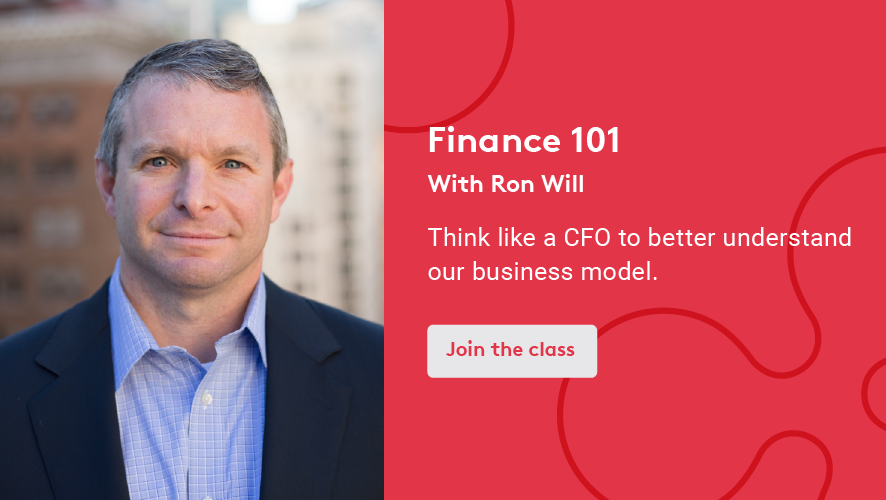 Finance 101
With Ron Will
Think like a CFO to better understand
our business model.
Join the class